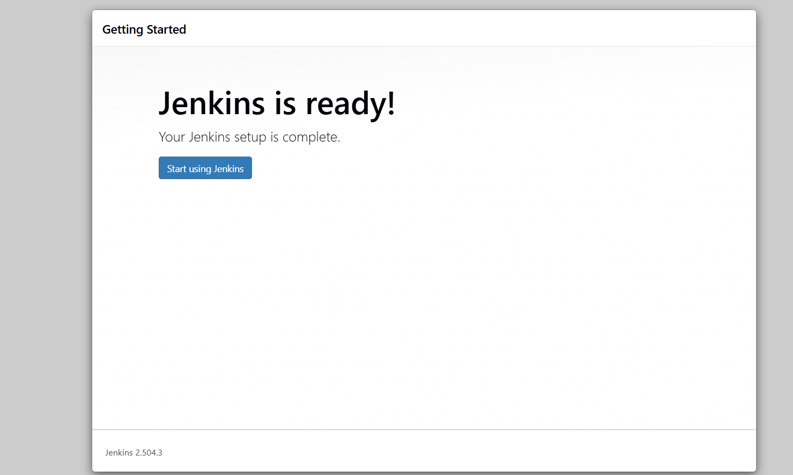 Getting Started
Jenkins is ready!
Your Jenkins setup is complete.
Start using Jenkins
Jenkins 2.504.3